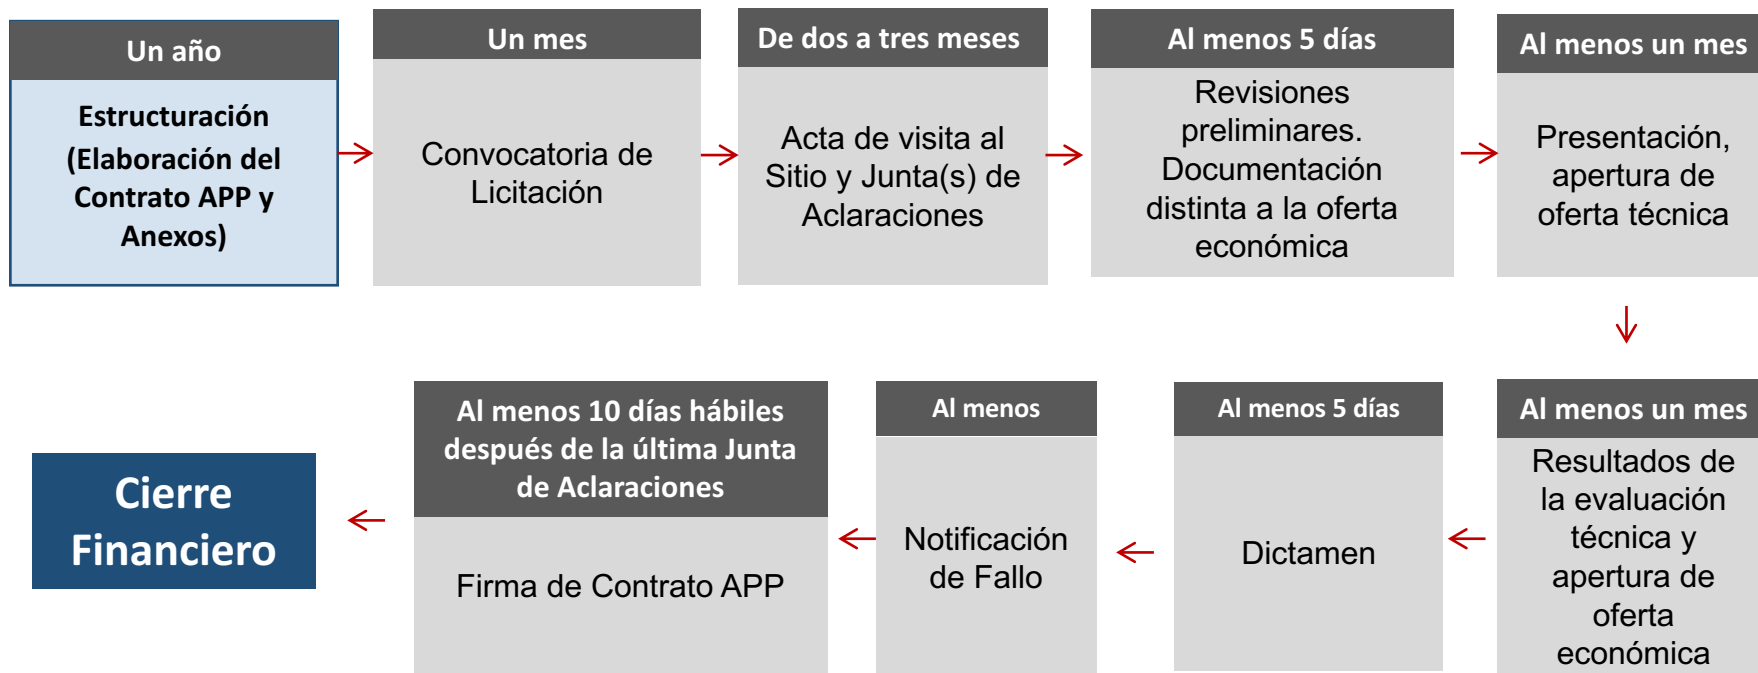 Un año
Estructuración
(Elaboración del
Contrato APP y
Anexos)
Un mes
Convocatoria de
Licitación
De dos a tres meses
Acta de visita al
Sitio y Junta(s) de
Aclaraciones
Al menos 5 días
Revisiones
preliminares.
Documentación
distinta a la oferta
económica
Al menos un mes
Presentación,
apertura de
oferta técnica
Al menos un mes
Resultados de
la evaluación
técnica y
apertura de
oferta
económica
Al menos 5 días
Dictamen
Al menos
Notificación
de Fallo
Al menos 10 días hábiles
después de la última Junta
de Aclaraciones
Firma de Contrato APP
Cierre
Financiero